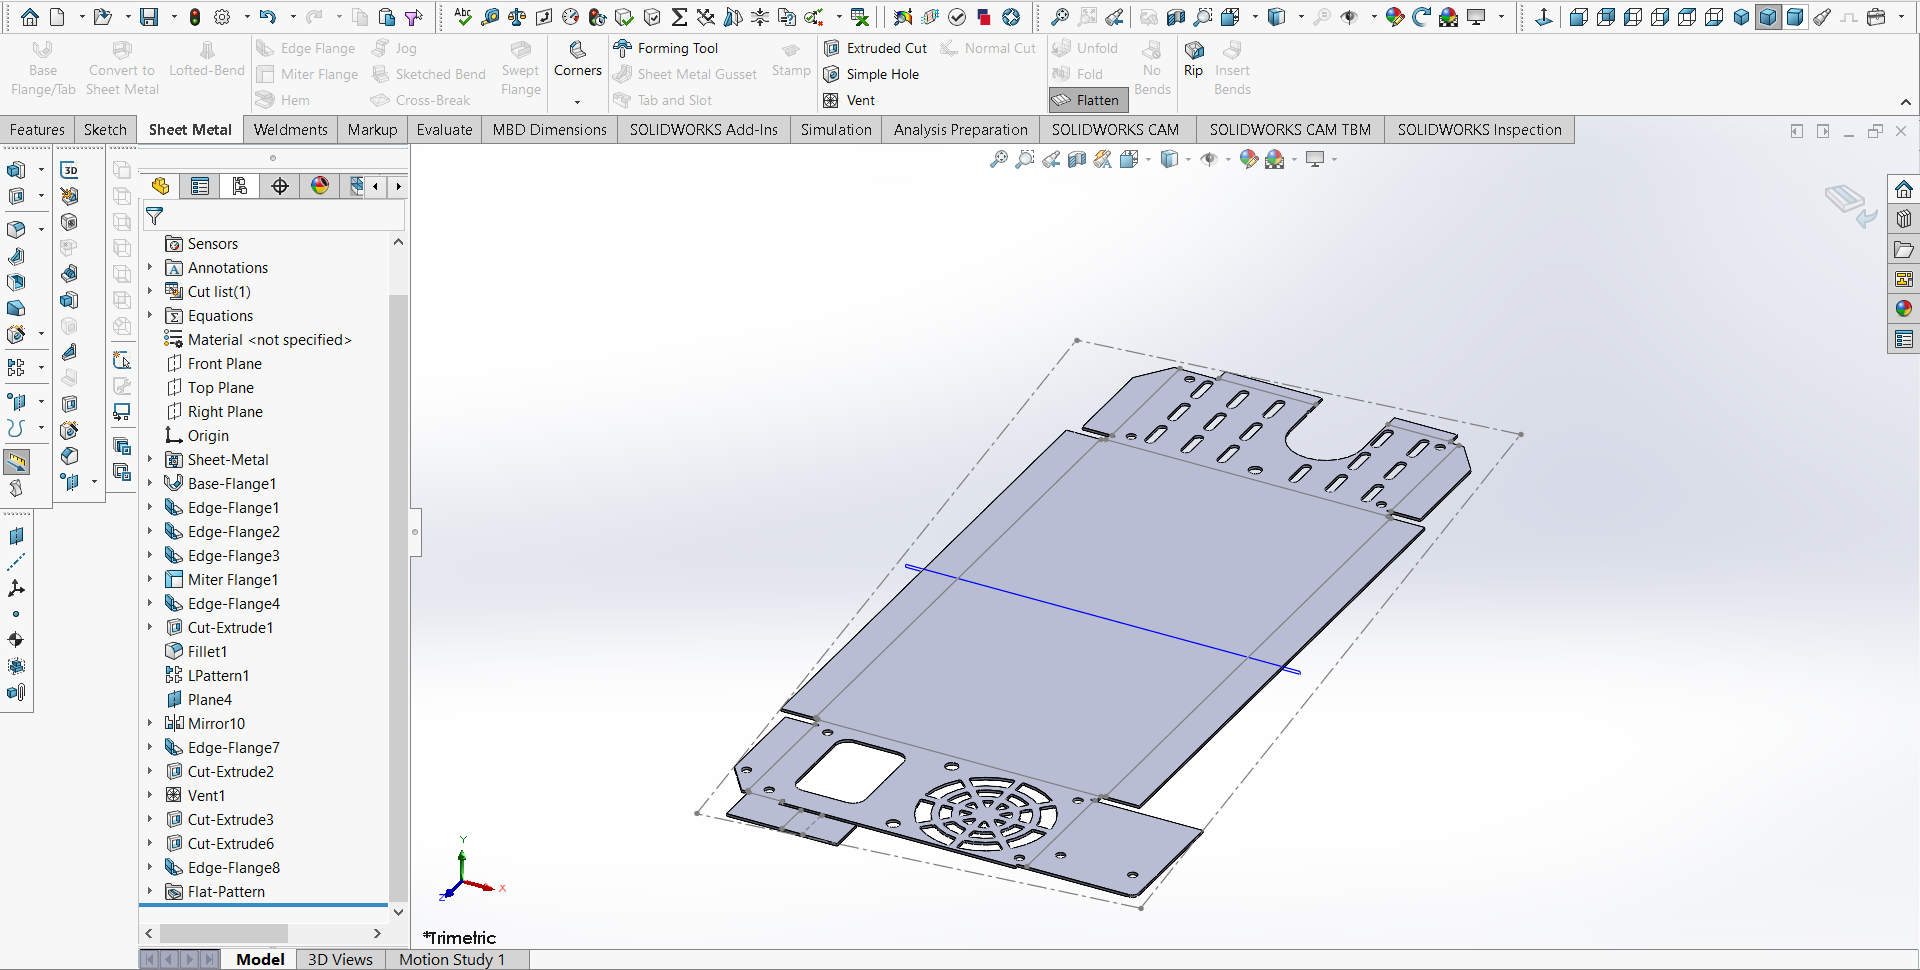 Abc
Base Flange/Tab
Convert to Sheet Metal
Lofted-Bend
Edge Flange
Miter Flange
Hem
Jog
Sketched Bend
Cross-Break
Swept Flange
Corners
Forming Tool
Sheet Metal Gusset
Tab and Slot
Stamp
Extruded Cut
Simple Hole
Vent
Normal Cut
Unfold
Fold
Flatten
No Bends
Rip
Insert Bends
Features
Sketch
Sheet Metal
Weldments
Markup
Evaluate
MBD Dimensions
SOLIDWORKS Add-Ins
Simulation
Analysis Preparation
SOLIDWORKS CAM
SOLIDWORKS CAM TBM
SOLIDWORKS Inspection
3D
Sensors
Annotations
Cut list(1)
Equations
Material <not specified>
Front Plane
Top Plane
Right Plane
Origin
Sheet-Metal
Base-Flange1
Edge-Flange1
Edge-Flange2
Edge-Flange3
Miter Flange1
Edge-Flange4
Cut-Extrude1
Fillet1
LPattern1
Plane4
Mirror10
Edge-Flange7
Cut-Extrude2
Vent1
Cut-Extrude3
Cut-Extrude6
Edge-Flange8
Flat-Pattern
Y
X
Z
*Trimetric
Model
3D Views
Motion Study 1